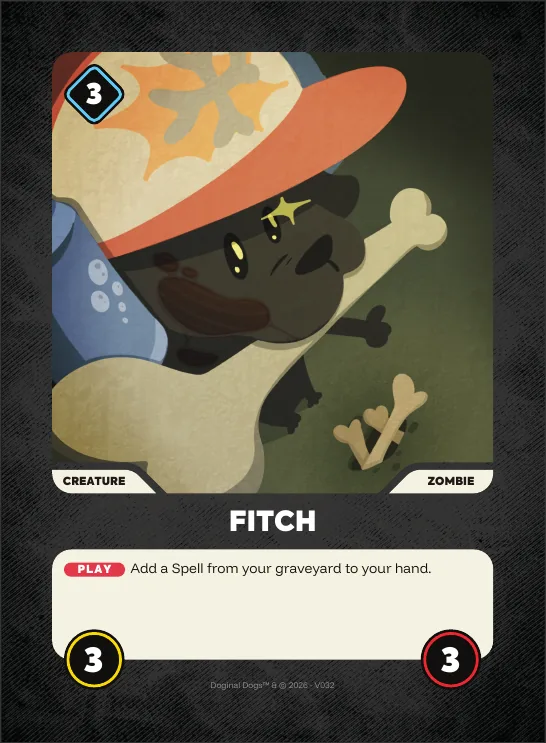 3
CREATURE
ZOMBIE
FITCH
PLAY Add a Spell from your graveyard to your hand.
3
3
Doginal Dogs™ & © 2026 · V032